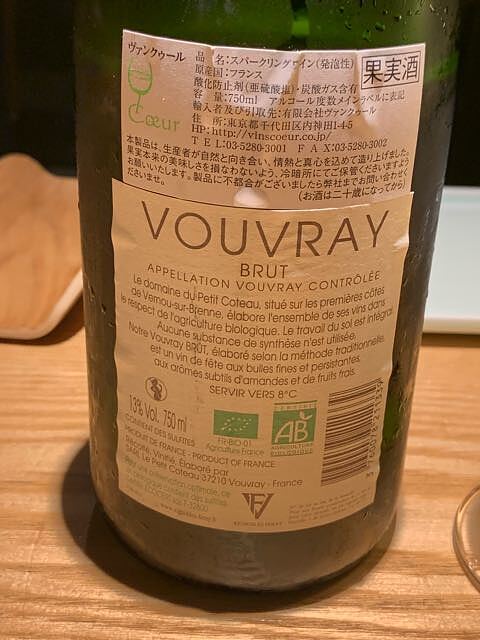 ヴァンクゥール
Cœur
品 名：スパークリングワイン(発泡性)
原産国：フランス
果実酒
酸化防止剤(亜硫酸塩)・炭酸ガス含有
容 量：750ml アルコール度数メインラベルに表記
輸入者及び引取先：有限会社ヴァンクゥール
住 所：東京都千代田区内神田1-4-5
HP:http://vinscoeur.co.jp/
TEL:03-5280-3001 FAX:03-5280-3002
本製品は、生産者が自然と向き合い、情熱と真心を込めて造り上げました。
果実本来の美味しさを損なわないよう、冷暗所にてご保管くださいますよう
お願いいたします。製品に不都合がございましたら弊社までお問い合わせく
ださいませ。
(お酒は二十歳になってから)
VOUVRAY
BRUT
APPELLATION VOUVRAY CONTRÔLÉE
Le domaine du Petit Coteau, situé sur les premières côtes
de Vernou-sur-Brenne, élabore l'ensemble de ses vins dans
le respect de l'agriculture biologique. Le travail du sol est intégral.
Aucune substance de synthèse n'est utilisée.
Notre Vouvray BRUT, élaboré selon la méthode traditionnelle,
est un vin de fête aux bulles fines et persistantes,
aux arômes subtils d'amandes et de fruits frais.
SERVIR VERS 8°C
13% Vol. 750 ml
FR-BIO-01
Agriculture France
CERTIFIÉ
AB
AGRICULTURE
BIOLOGIQUE
CONTIENT DES SULFITES
PRODUIT DE FRANCE - PRODUCT OF FRANCE
Récolté, Vinifié, Élaboré par
SARL Le Petit Coteau 37210 Vouvray - France